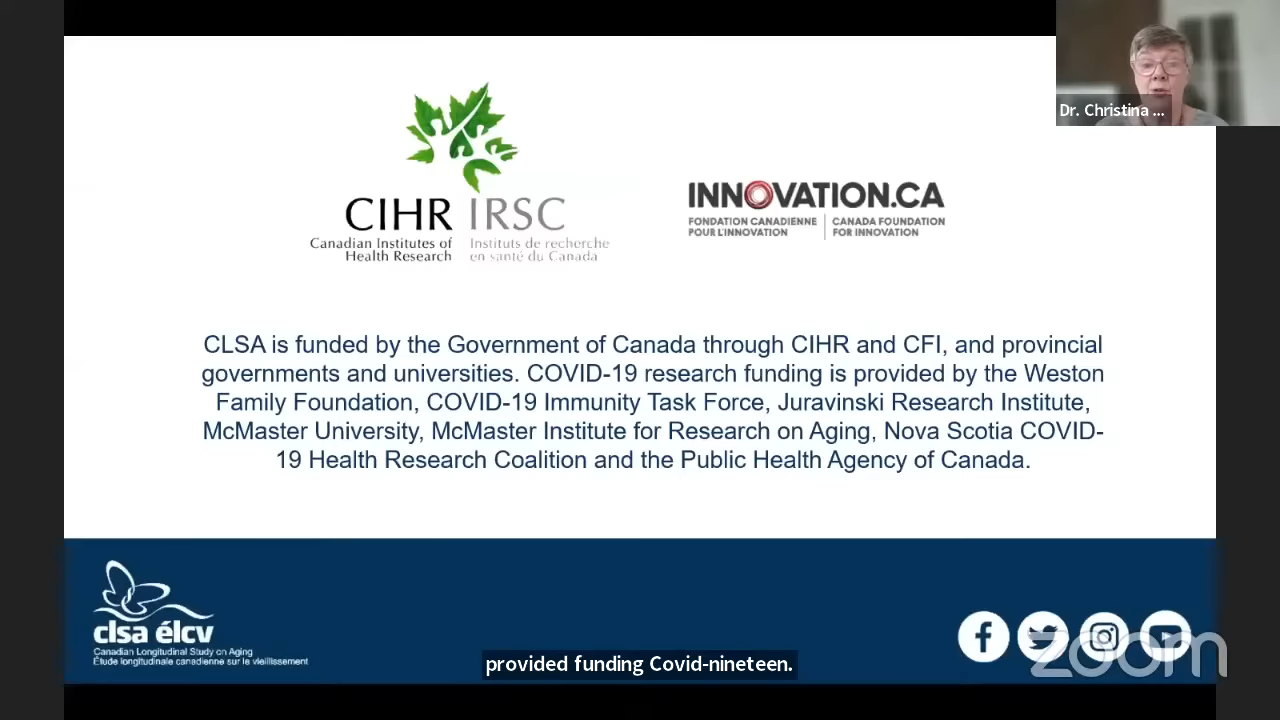 Dr. Christina ...
CIHR IRSC
Canadian Institutes of Health Research
Instituts de recherche en santé du Canada
INNOVATION.CA
FONDATION CANADIENNE POUR L'INNOVATION
CANADA FOUNDATION FOR INNOVATION
CLSA is funded by the Government of Canada through CIHR and CFI, and provincial
governments and universities. COVID-19 research funding is provided by the Weston
Family Foundation, COVID-19 Immunity Task Force, Juravinski Research Institute,
McMaster University, McMaster Institute for Research on Aging, Nova Scotia COVID-
19 Health Research Coalition and the Public Health Agency of Canada.
clsa élcv
Canadian Longitudinal Study on Aging
Étude longitudinale canadienne sur le vieillissement
zoom
provided funding Covid-nineteen.